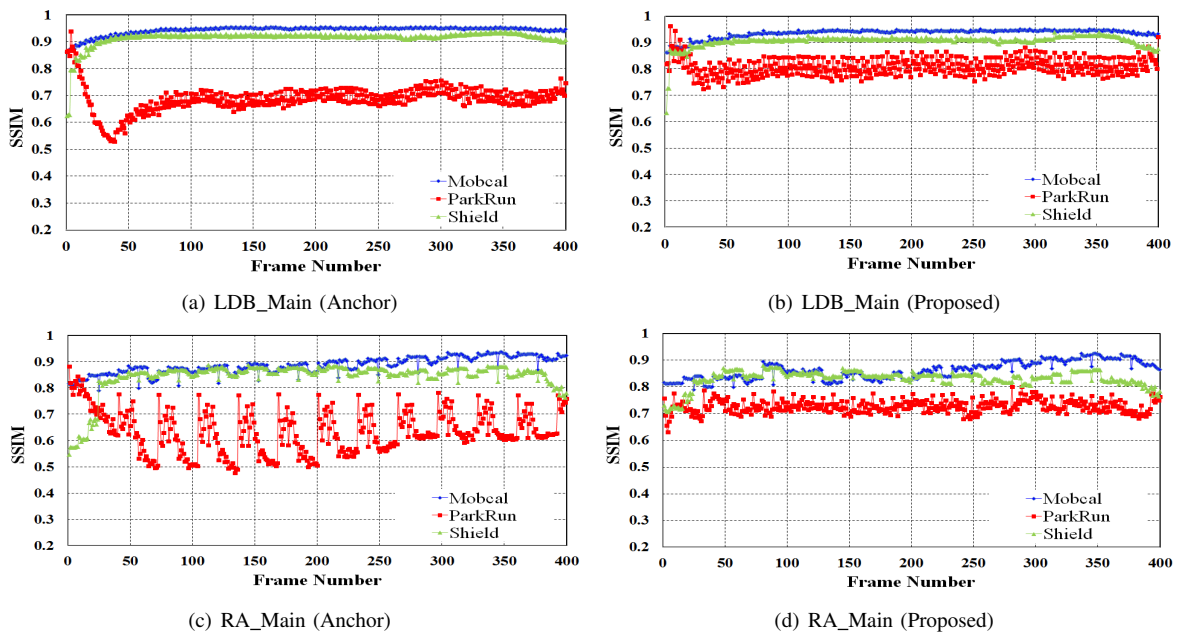 1
0.9
0.8
0.7
0.6
0.5
0.4
0.3
0.2
SSIM
0 50 100 150 200 250 300 350 400
Frame Number
Mobcal
ParkRun
Shield
(a) LDB_Main (Anchor)
1
0.9
0.8
0.7
0.6
0.5
0.4
0.3
0.2
SSIM
0 50 100 150 200 250 300 350 400
Frame Number
Mobcal
ParkRun
Shield
(b) LDB_Main (Proposed)
1
0.9
0.8
0.7
0.6
0.5
0.4
0.3
0.2
SSIM
0 50 100 150 200 250 300 350 400
Frame Number
Mobcal
ParkRun
Shield
(c) RA_Main (Anchor)
1
0.9
0.8
0.7
0.6
0.5
0.4
0.3
0.2
SSIM
0 50 100 150 200 250 300 350 400
Frame Number
Mobcal
ParkRun
Shield
(d) RA_Main (Proposed)